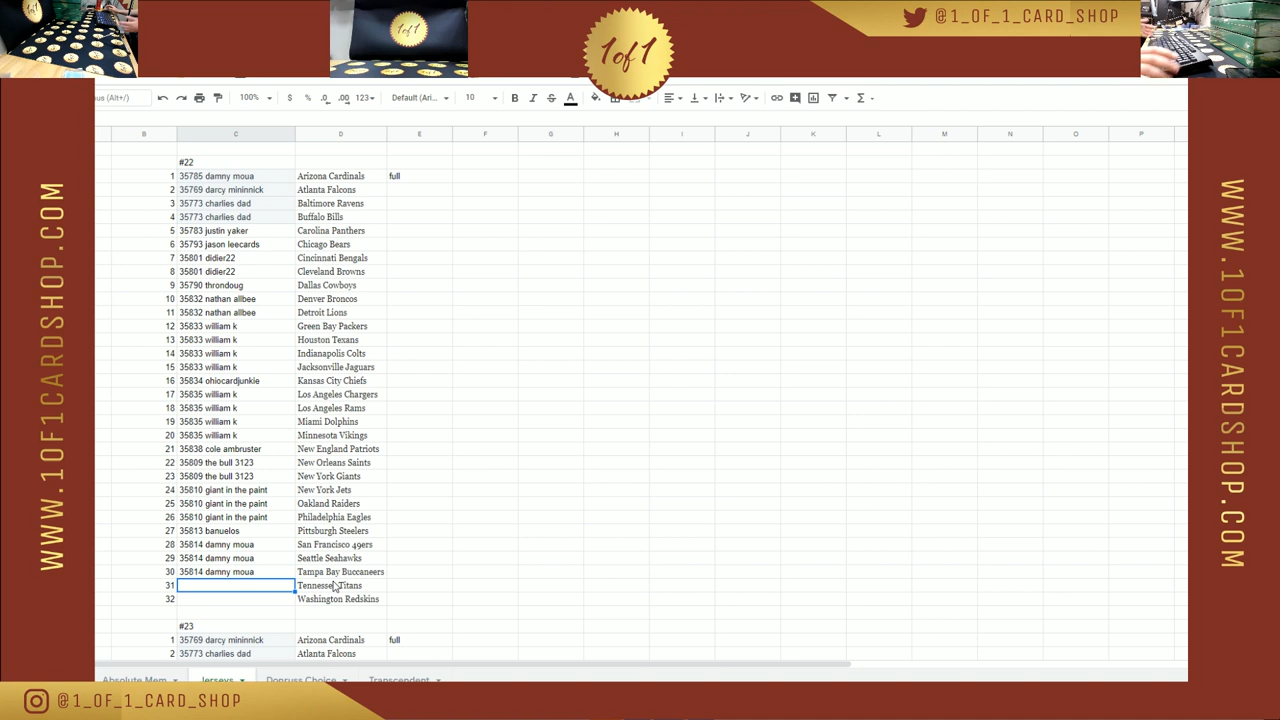 1of1
@1_OF_1_CARD_SHOP
WWW.1OF1CARDSHOP.COM
WWW.1OF1CARDSHOP.COM
(Alt+/) 100% $ % .0 .00 123 Default (Ari... 10 B I S A
B C D E F G H I J K L M N O P
#22
1 35785 damny moua Arizona Cardinals full
2 35769 darcy mininnick Atlanta Falcons
3 35773 charlies dad Baltimore Ravens
4 35773 charlies dad Buffalo Bills
5 35783 justin yaker Carolina Panthers
6 35793 jason leecards Chicago Bears
7 35801 didier22 Cincinnati Bengals
8 35801 didier22 Cleveland Browns
9 35790 throndoug Dallas Cowboys
10 35832 nathan allbee Denver Broncos
11 35832 nathan allbee Detroit Lions
12 35833 william k Green Bay Packers
13 35833 william k Houston Texans
14 35833 william k Indianapolis Colts
15 35833 william k Jacksonville Jaguars
16 35834 ohiocardjunkie Kansas City Chiefs
17 35835 william k Los Angeles Chargers
18 35835 william k Los Angeles Rams
19 35835 william k Miami Dolphins
20 35835 william k Minnesota Vikings
21 35838 cole ambruster New England Patriots
22 35809 the bull 3123 New Orleans Saints
23 35809 the bull 3123 New York Giants
24 35810 giant in the paint New York Jets
25 35810 giant in the paint Oakland Raiders
26 35810 giant in the paint Philadelphia Eagles
27 35813 banuelos Pittsburgh Steelers
28 35814 damny moua San Francisco 49ers
29 35814 damny moua Seattle Seahawks
30 35814 damny moua Tampa Bay Buccaneers
31 Tennessee Titans
32 Washington Redskins
#23
1 35769 darcy mininnick Arizona Cardinals full
2 35773 charlies dad Atlanta Falcons
Absolute Mem Jerseys Donruss Choice Transcendent
@1_OF_1_CARD_SHOP